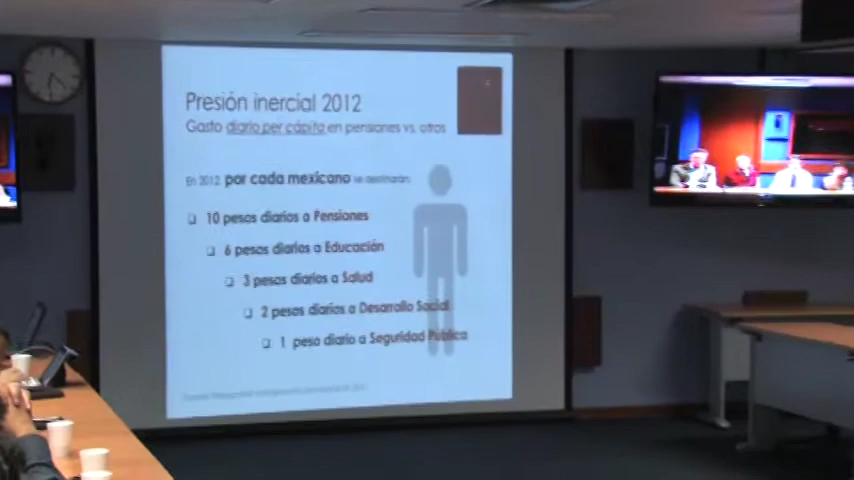 Presión inercial 2012
Gasto diario per cápita en pensiones vs. otros
En 2012 por cada mexicano se destinarán:
❑ 10 pesos diarios a Pensiones
❑ 6 pesos diarios a Educación
❑ 3 pesos diarios a Salud
❑ 2 pesos diarios a Desarrollo Social
❑ 1 peso diario a Seguridad Pública